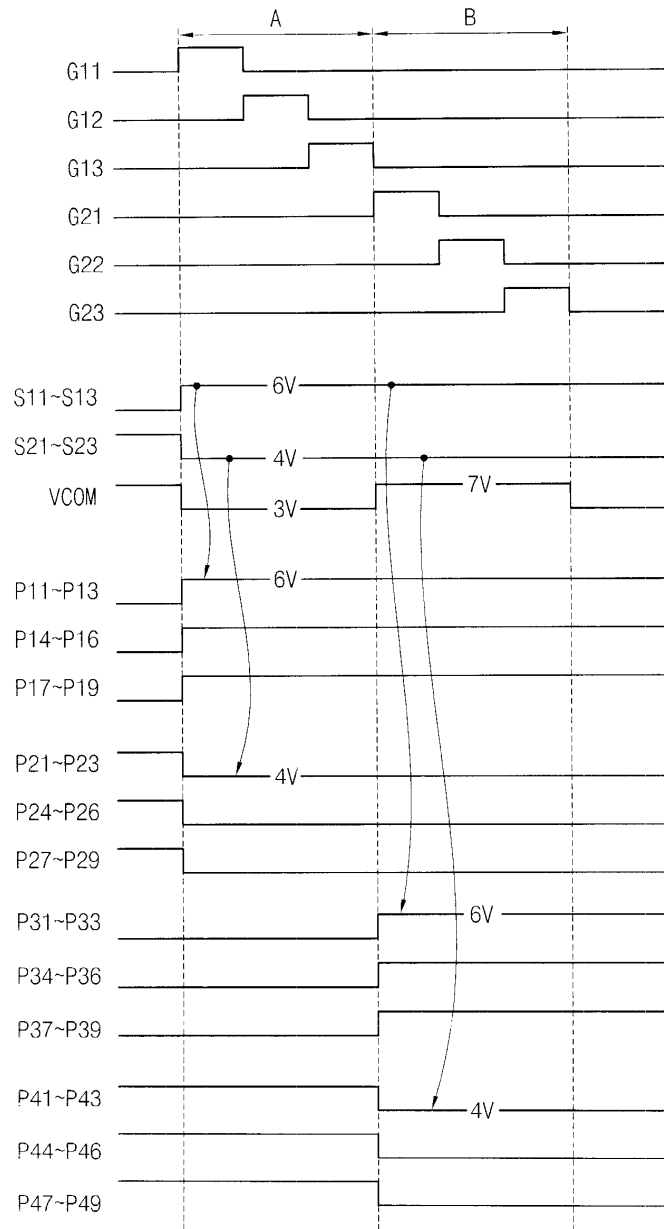 A B
G11
G12
G13
G21
G22
G23
S11~S13 6V
S21~S23 4V
VCOM 3V 7V
P11~P13 6V
P14~P16
P17~P19
P21~P23 4V
P24~P26
P27~P29
P31~P33 6V
P34~P36
P37~P39
P41~P43 4V
P44~P46
P47~P49